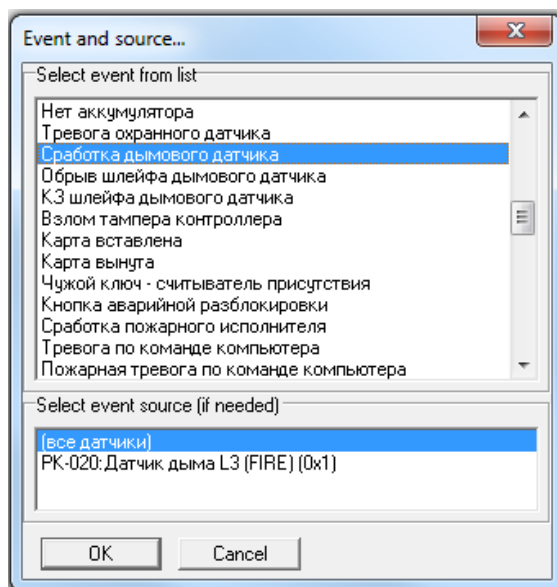 Event and source...
Select event from list
Нет аккумулятора
Тревога охранного датчика
Сработка дымового датчика
Обрыв шлейфа дымового датчика
КЗ шлейфа дымового датчика
Взлом тампера контроллера
Карта вставлена
Карта вынута
Чужой ключ - считыватель присутствия
Кнопка аварийной разблокировки
Сработка пожарного исполнителя
Тревога по команде компьютера
Пожарная тревога по команде компьютера
Select event source (if needed)
(все датчики)
РК-020: Датчик дыма L3 (FIRE) (0x1)
OK Cancel